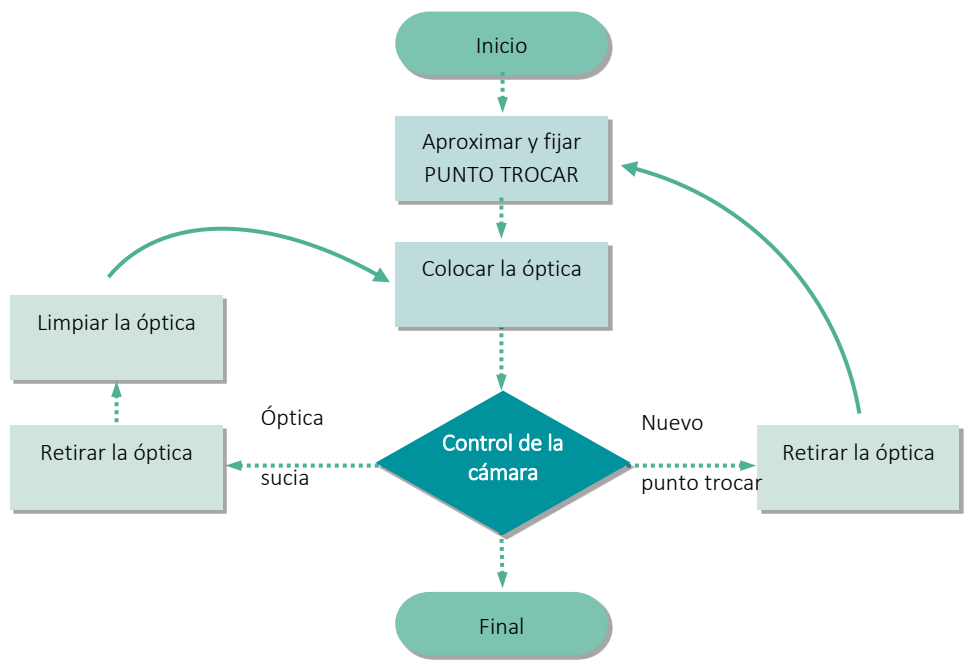 Inicio
Aproximar y fijar
PUNTO TROCAR
Colocar la óptica
Limpiar la óptica
Óptica
sucia
Retirar la óptica
Control de la
cámara
Nuevo
punto trocar
Retirar la óptica
Final